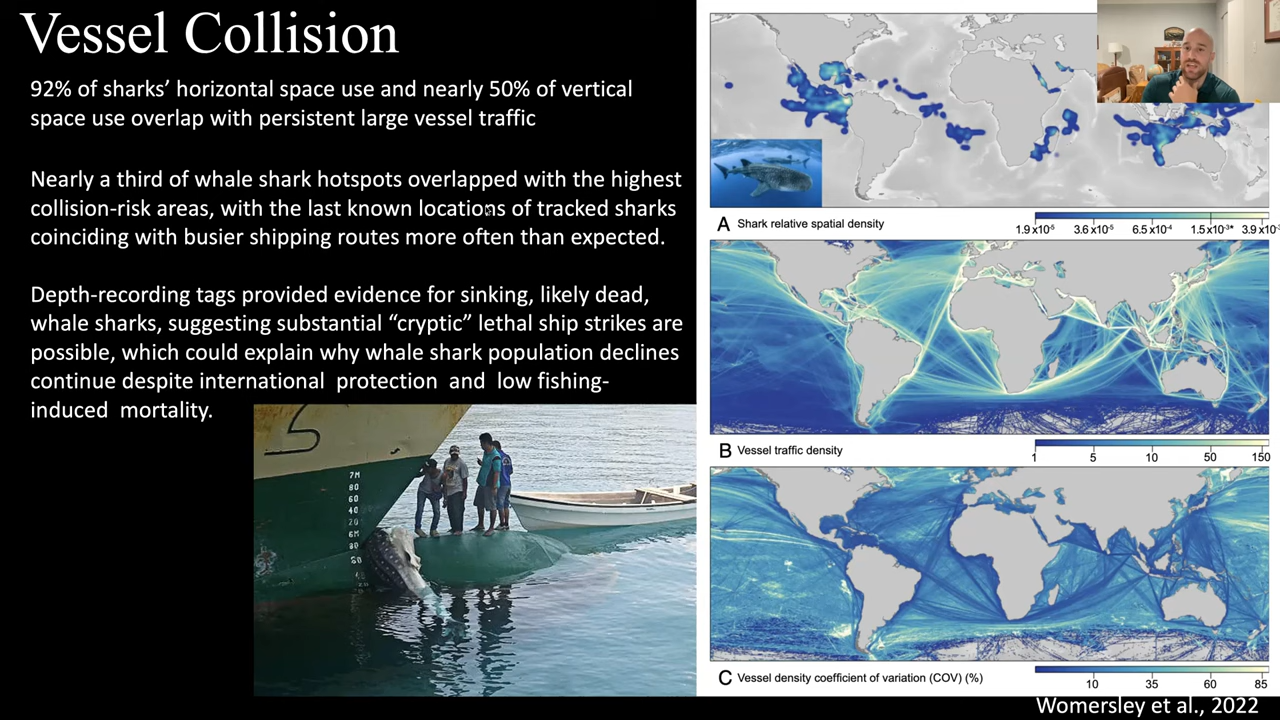 Vessel Collision
92% of sharks’ horizontal space use and nearly 50% of vertical
space use overlap with persistent large vessel traffic
Nearly a third of whale shark hotspots overlapped with the highest
collision-risk areas, with the last known locations of tracked sharks
coinciding with busier shipping routes more often than expected.
Depth-recording tags provided evidence for sinking, likely dead,
whale sharks, suggesting substantial “cryptic” lethal ship strikes are
possible, which could explain why whale shark population declines
continue despite international protection and low fishing-
induced mortality.
7M
80
60
40
20
6M
80
60
A Shark relative spatial density
1.9 x10⁻⁵ 3.6 x10⁻⁵ 6.5 x10⁻⁴ 1.5 x10⁻³* 3.9 x10⁻³
B Vessel traffic density
1 5 10 50 150
C Vessel density coefficient of variation (COV) (%)
10 35 60 85
Womersley et al., 2022